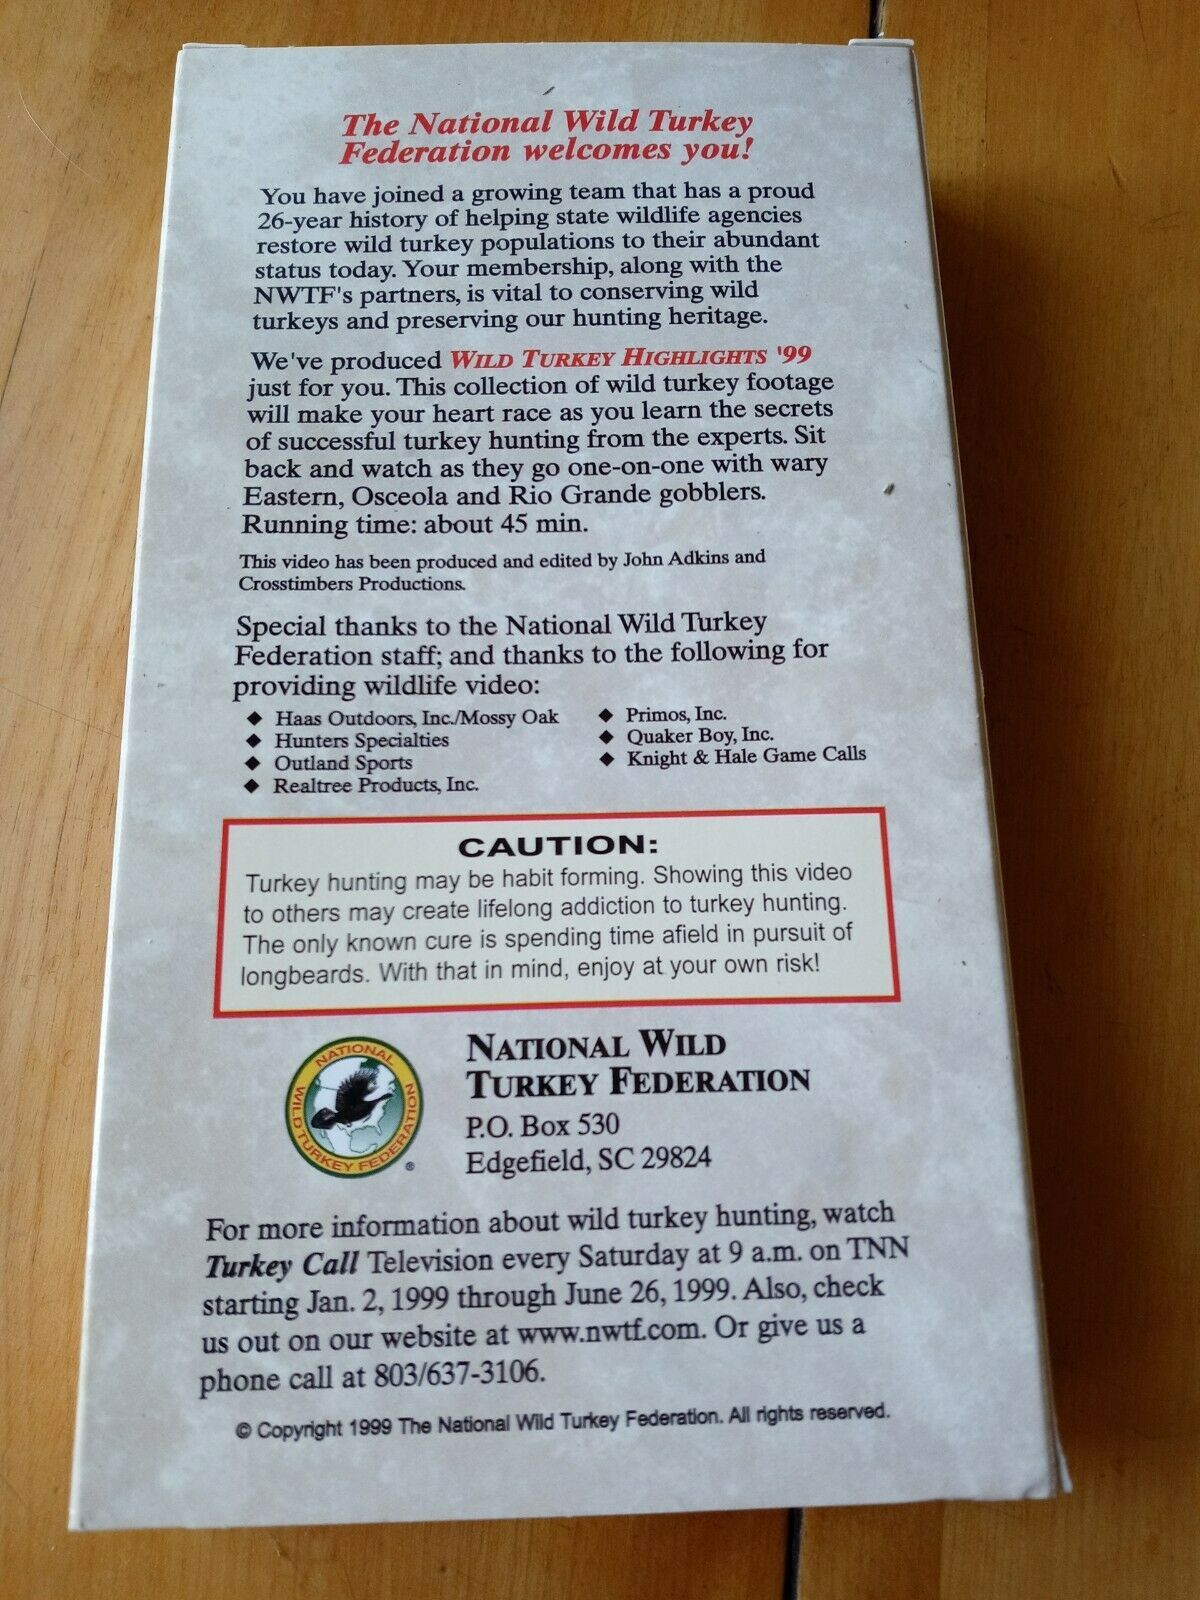 The National Wild Turkey
Federation welcomes you!
You have joined a growing team that has a proud
26-year history of helping state wildlife agencies
restore wild turkey populations to their abundant
status today. Your membership, along with the
NWTF's partners, is vital to conserving wild
turkeys and preserving our hunting heritage.
We've produced WILD TURKEY HIGHLIGHTS '99
just for you. This collection of wild turkey footage
will make your heart race as you learn the secrets
of successful turkey hunting from the experts. Sit
back and watch as they go one-on-one with wary
Eastern, Osceola and Rio Grande gobblers.
Running time: about 45 min.
This video has been produced and edited by John Adkins and
Crosstimbers Productions.
Special thanks to the National Wild Turkey
Federation staff; and thanks to the following for
providing wildlife video:
◆ Haas Outdoors, Inc./Mossy Oak
◆ Hunters Specialties
◆ Outland Sports
◆ Realtree Products, Inc.
◆ Primos, Inc.
◆ Quaker Boy, Inc.
◆ Knight & Hale Game Calls
CAUTION:
Turkey hunting may be habit forming. Showing this video
to others may create lifelong addiction to turkey hunting.
The only known cure is spending time afield in pursuit of
longbeards. With that in mind, enjoy at your own risk!
NATIONAL
WILD TURKEY FEDERATION
®
NATIONAL WILD
TURKEY FEDERATION
P.O. Box 530
Edgefield, SC 29824
For more information about wild turkey hunting, watch
Turkey Call Television every Saturday at 9 a.m. on TNN
starting Jan. 2, 1999 through June 26, 1999. Also, check
us out on our website at www.nwtf.com. Or give us a
phone call at 803/637-3106.
© Copyright 1999 The National Wild Turkey Federation. All rights reserved.